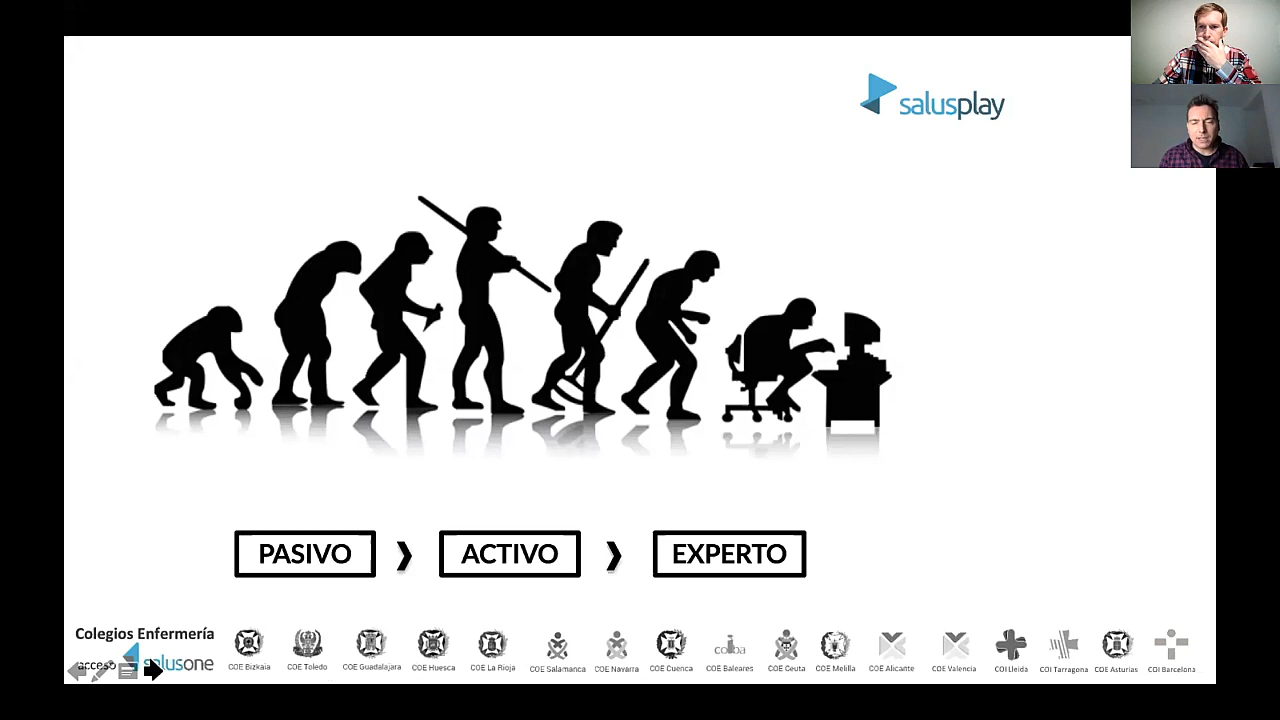 salusplay
PASIVO
ACTIVO
EXPERTO
Colegios Enfermería
acceso salusone
COE Bizkaia
COE Toledo
COE Guadalajara
COE Huesca
COE La Rioja
COE Salamanca
COE Navarra
COE Cuenca
COE Baleares
COE Ceuta
COE Melilla
COE Alicante
COE Valencia
COI Lleida
COI Tarragona
COE Asturias
COI Barcelona